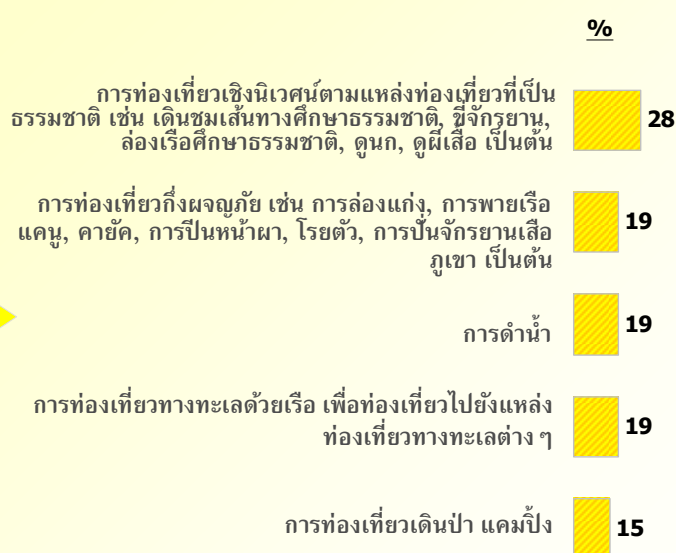 %
การท่องเที่ยวเชิงนิเวศน์ตามแหล่งท่องเที่ยวที่เป็น
ธรรมชาติ เช่น เดินชมเส้นทางศึกษาธรรมชาติ, ขี่จักรยาน,
ล่องเรือศึกษาธรรมชาติ, ดูนก, ดูผีเสื้อ เป็นต้น
28
การท่องเที่ยวกึ่งผจญภัย เช่น การล่องแก่ง, การพายเรือ
แคนู, คายัค, การปีนหน้าผา, โรยตัว, การปั่นจักรยานเสือ
ภูเขา เป็นต้น
19
การดำน้ำ
19
การท่องเที่ยวทางทะเลด้วยเรือ เพื่อท่องเที่ยวไปยังแหล่ง
ท่องเที่ยวทางทะเลต่าง ๆ
19
การท่องเที่ยวเดินป่า แคมปิ้ง
15